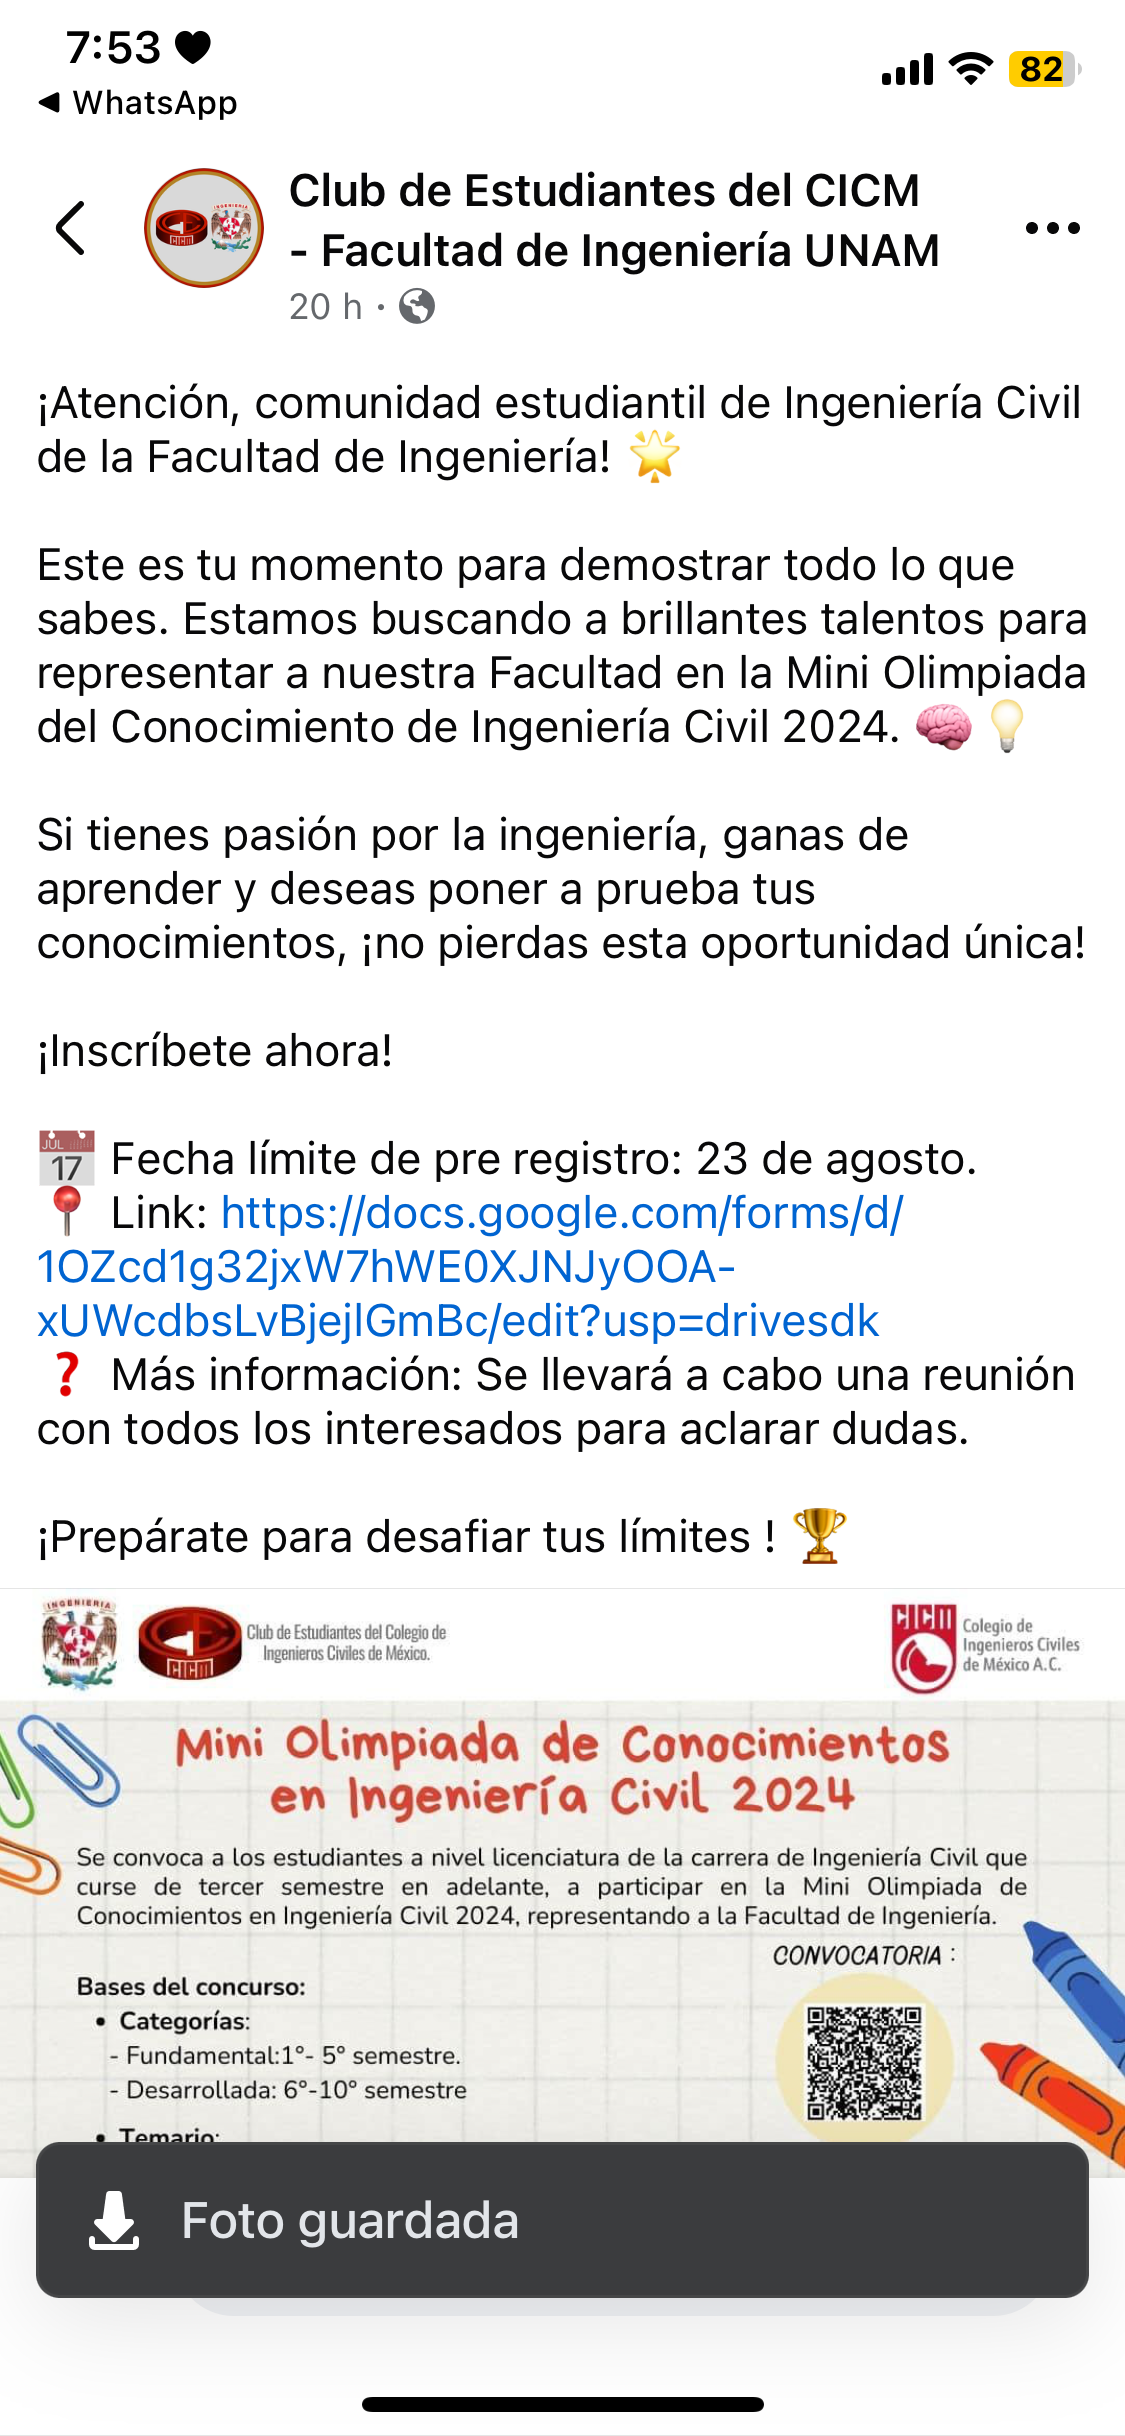 7:53
WhatsApp
82
Club de Estudiantes del CICM
- Facultad de Ingeniería UNAM
20 h ·
¡Atención, comunidad estudiantil de Ingeniería Civil
de la Facultad de Ingeniería! 🌟
Este es tu momento para demostrar todo lo que
sabes. Estamos buscando a brillantes talentos para
representar a nuestra Facultad en la Mini Olimpiada
del Conocimiento de Ingeniería Civil 2024. 🧠💡
Si tienes pasión por la ingeniería, ganas de
aprender y deseas poner a prueba tus
conocimientos, ¡no pierdas esta oportunidad única!
¡Inscríbete ahora!
📅 Fecha límite de pre registro: 23 de agosto.
📍 Link: https://docs.google.com/forms/d/
1OZcd1g32jxW7hWE0XJNJyOOA-
xUWcdbsLvBjejlGmBc/edit?usp=drivesdk
❓ Más información: Se llevará a cabo una reunión
con todos los interesados para aclarar dudas.
¡Prepárate para desafiar tus límites ! 🏆
INGENIERIA
CICM
Club de Estudiantes del Colegio de
Ingenieros Civiles de México.
CICM
Colegio de
Ingenieros Civiles
de México A.C.
Mini Olimpiada de Conocimientos
en Ingeniería Civil 2024
Se convoca a los estudiantes a nivel licenciatura de la carrera de Ingeniería Civil que
curse de tercer semestre en adelante, a participar en la Mini Olimpiada de
Conocimientos en Ingeniería Civil 2024, representando a la Facultad de Ingeniería.
CONVOCATORIA :
Bases del concurso:
• Categorías:
- Fundamental:1°- 5° semestre.
- Desarrollada: 6°-10° semestre
• Temario:
Foto guardada